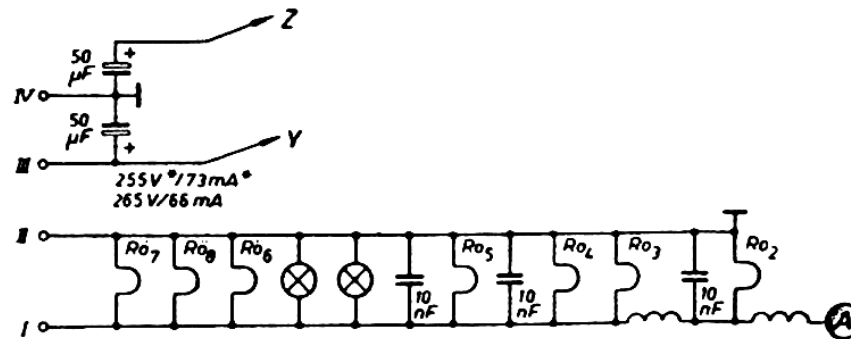 Z
50
µF
+
IV
50
µF
+
III
Y
255V*/73mA*
265V/66mA
II
Rö7
Rö8
Rö6
10
nF
Rö5
10
nF
Rö4
Rö3
10
nF
Rö2
I
A